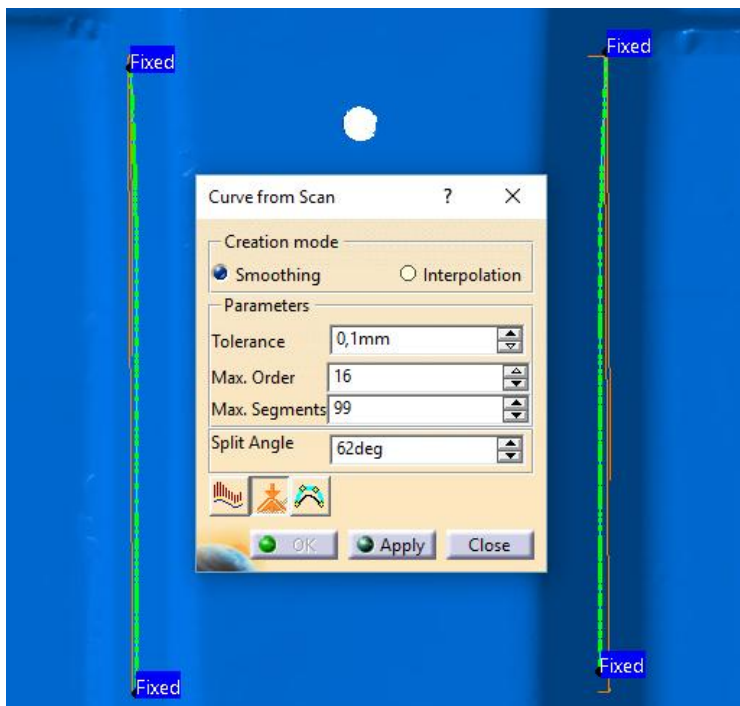 Fixed
Fixed
Curve from Scan ? X
Creation mode
Smoothing Interpolation
Parameters
Tolerance 0,1mm
Max. Order 16
Max. Segments 99
Split Angle 62deg
OK Apply Close
Fixed
Fixed